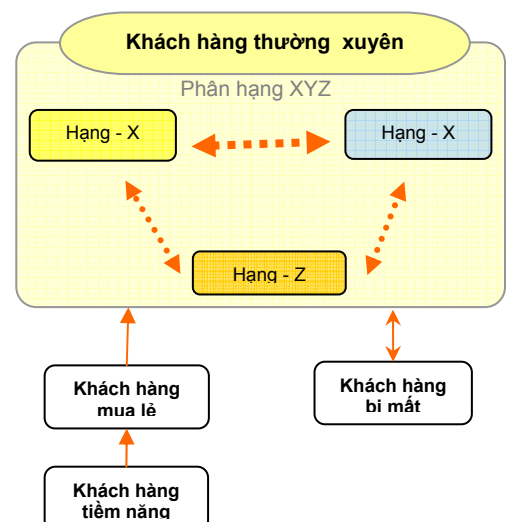 Khách hàng thường xuyên
Phân hạng XYZ
Hạng - X
Hạng - X
Hạng - Z
Khách hàng
mua lẻ
Khách hàng
bị mất
Khách hàng
tiềm năng